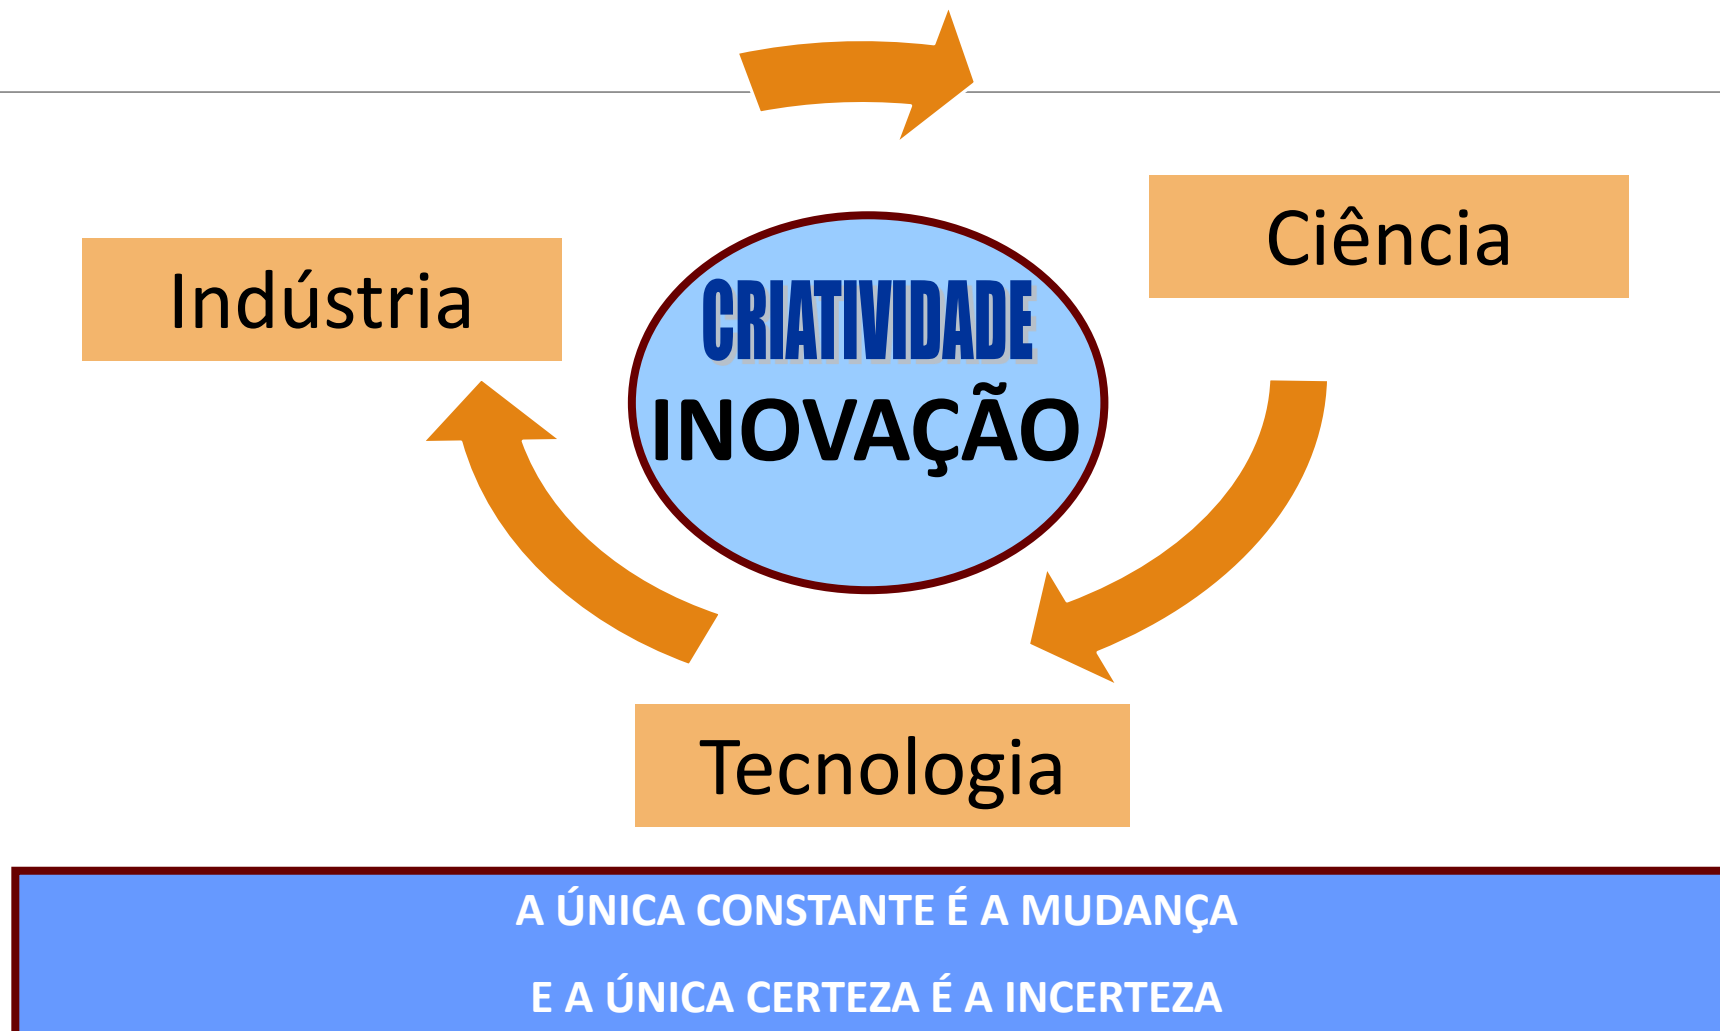 Ciência
Indústria
CRIATIVIDADE
INOVAÇÃO
Tecnologia
A ÚNICA CONSTANTE É A MUDANÇA
E A ÚNICA CERTEZA É A INCERTEZA